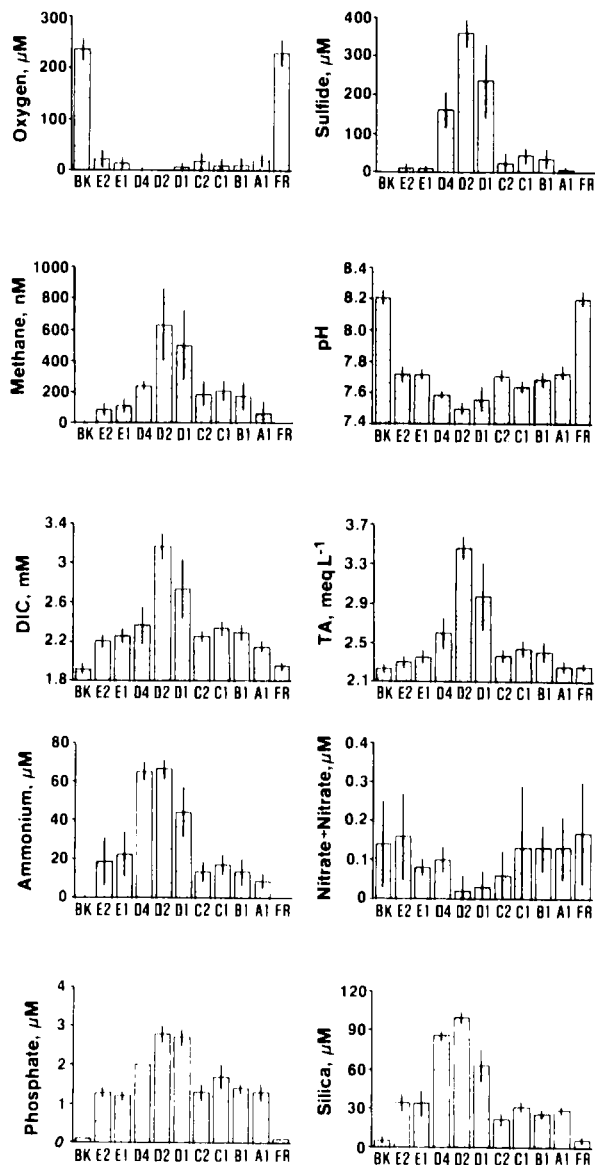 Oxygen, µM
300
200
100
0
BK E2 E1 D4 D2 D1 C2 C1 B1 A1 FR
Sulfide, µM
400
300
200
100
0
BK E2 E1 D4 D2 D1 C2 C1 B1 A1 FR
Methane, nM
1000
800
600
400
200
0
BK E2 E1 D4 D2 D1 C2 C1 B1 A1 FR
pH
8.4
8.2
8
7.8
7.6
7.4
BK E2 E1 D4 D2 D1 C2 C1 B1 A1 FR
DIC, mM
3.4
3
2.6
2.2
1.8
BK E2 E1 D4 D2 D1 C2 C1 B1 A1 FR
TA, meq L-1
3.7
3.3
2.9
2.5
2.1
BK E2 E1 D4 D2 D1 C2 C1 B1 A1 FR
Ammonium, µM
80
60
40
20
0
BK E2 E1 D4 D2 D1 C2 C1 B1 A1 FR
Nitrate+Nitrate, µM
0.4
0.3
0.2
0.1
0
BK E2 E1 D4 D2 D1 C2 C1 B1 A1 FR
Phosphate, µM
4
3
2
1
0
BK E2 E1 D4 D2 D1 C2 C1 B1 A1 FR
Silica, µM
120
90
60
30
0
BK E2 E1 D4 D2 D1 C2 C1 B1 A1 FR